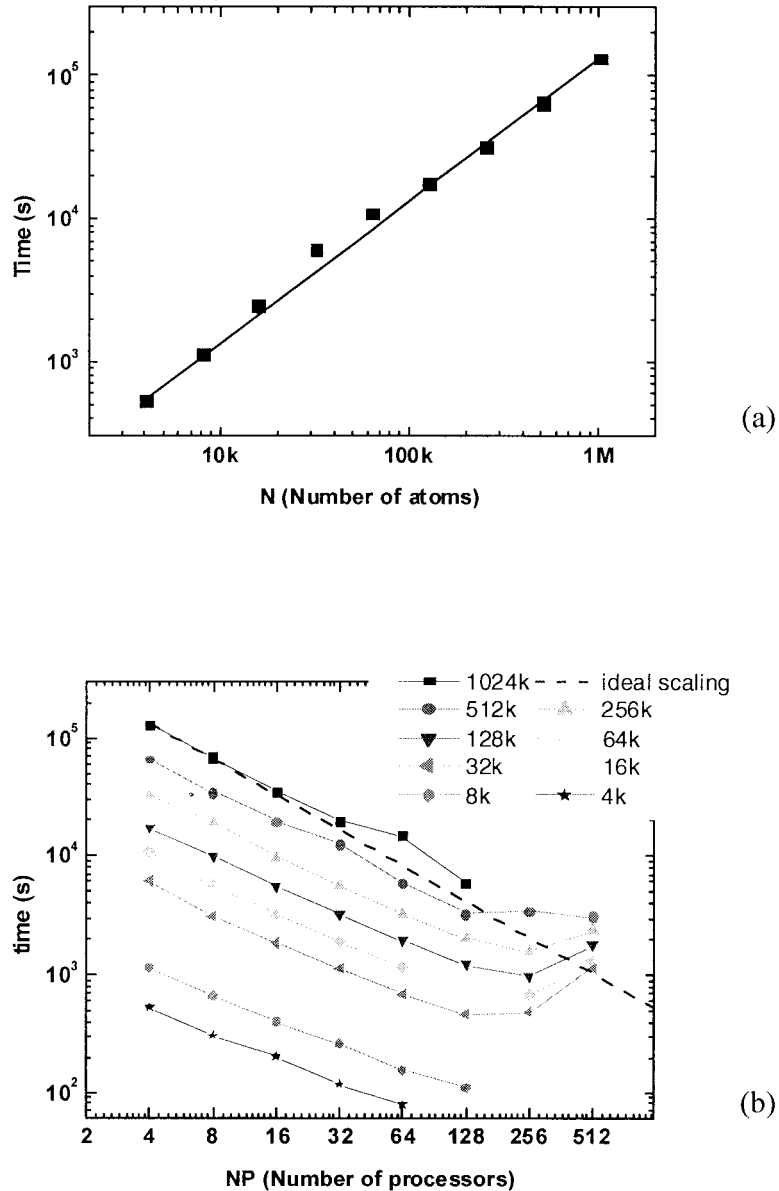 10^5
10^4
10^3
Time (s)
10k 100k 1M
N (Number of atoms)
(a)
1024k ideal scaling
512k 256k
128k 64k
32k 16k
8k 4k
10^5
10^4
10^3
10^2
time (s)
2 4 8 16 32 64 128 256 512
NP (Number of processors)
(b)